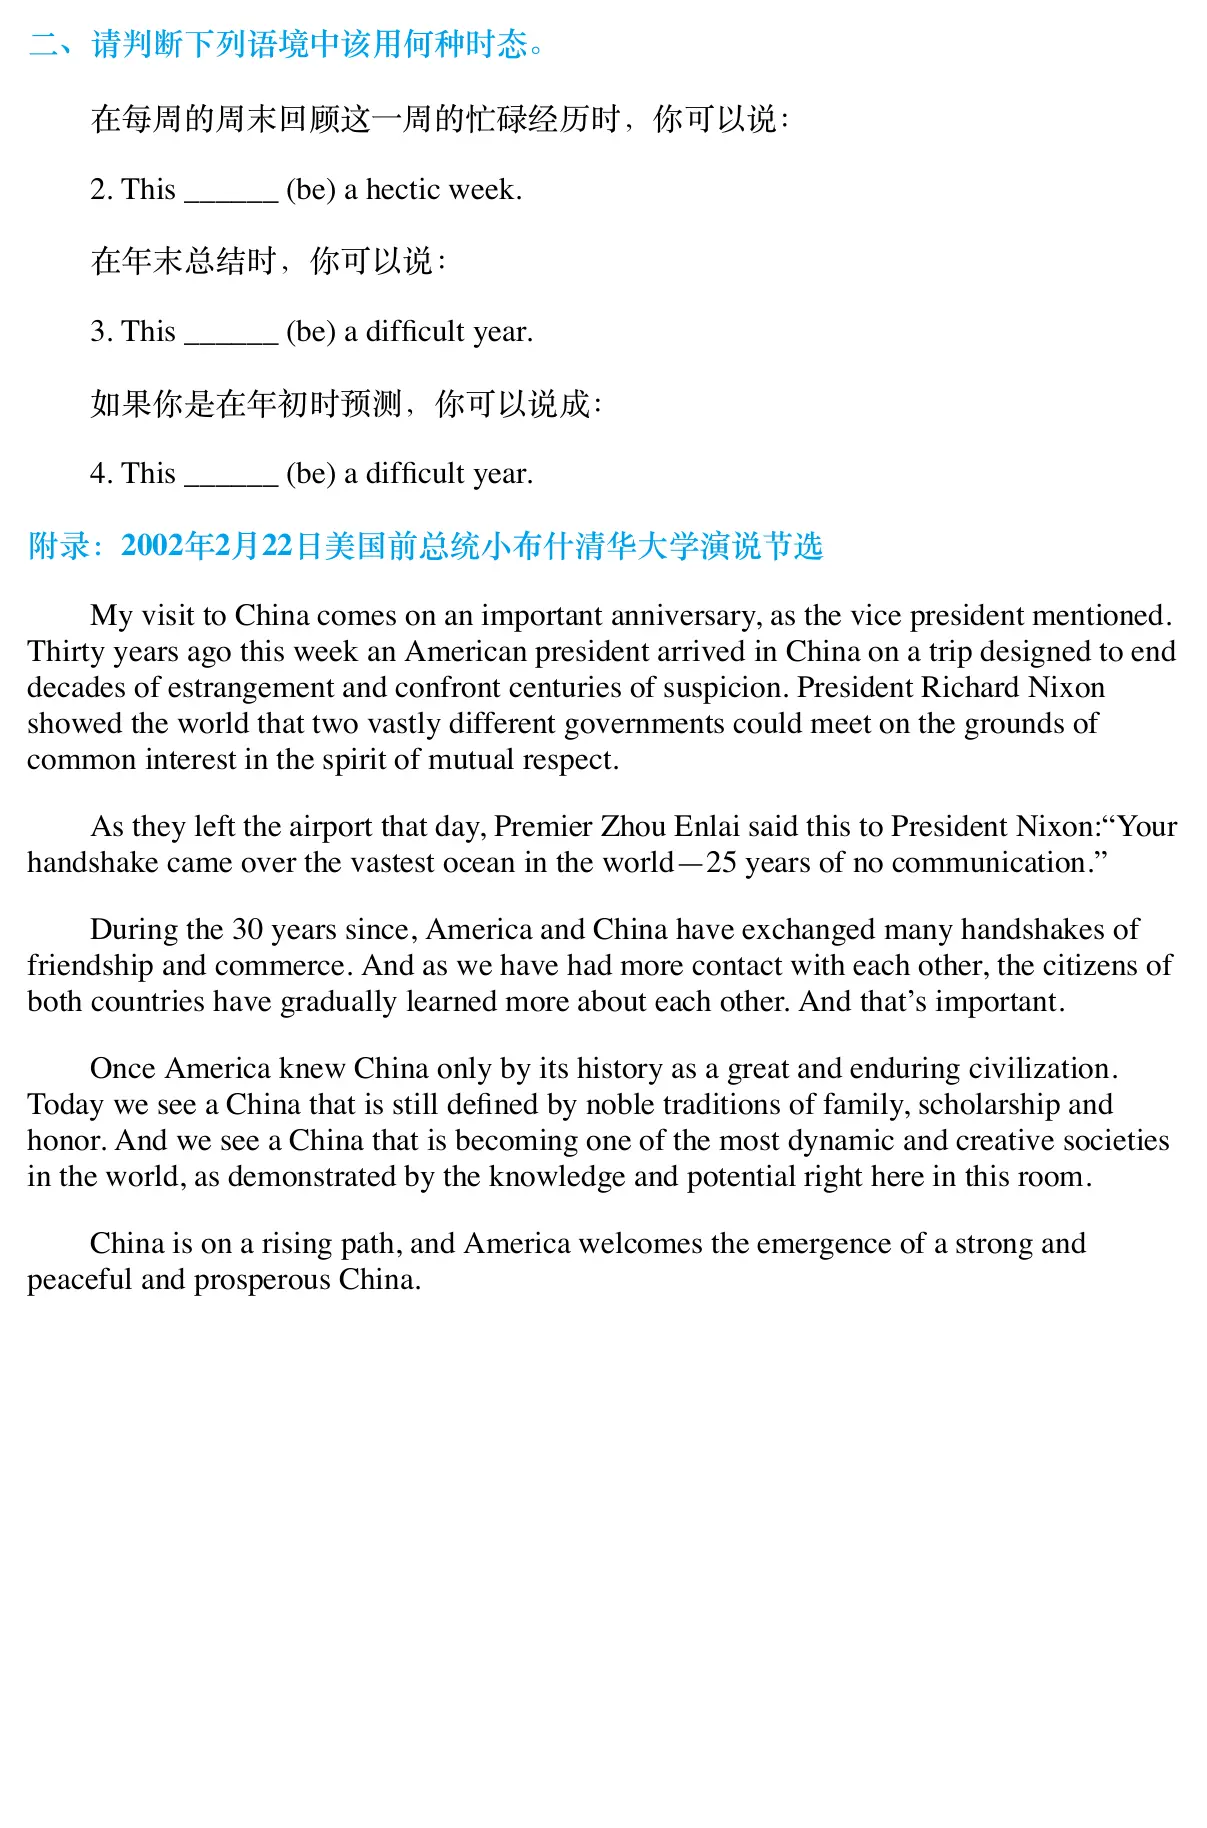 二、请判断下列语境中该用何种时态。
在每周的周末回顾这一周的忙碌经历时，你可以说：
2. This ______ (be) a hectic week.
在年末总结时，你可以说：
3. This ______ (be) a difficult year.
如果你是在年初时预测，你可以说成：
4. This ______ (be) a difficult year.
附录：2002年2月22日美国前总统小布什清华大学演说节选
My visit to China comes on an important anniversary, as the vice president mentioned.
Thirty years ago this week an American president arrived in China on a trip designed to end
decades of estrangement and confront centuries of suspicion. President Richard Nixon
showed the world that two vastly different governments could meet on the grounds of
common interest in the spirit of mutual respect.
As they left the airport that day, Premier Zhou Enlai said this to President Nixon:“Your
handshake came over the vastest ocean in the world—25 years of no communication.”
During the 30 years since, America and China have exchanged many handshakes of
friendship and commerce. And as we have had more contact with each other, the citizens of
both countries have gradually learned more about each other. And that’s important.
Once America knew China only by its history as a great and enduring civilization.
Today we see a China that is still defined by noble traditions of family, scholarship and
honor. And we see a China that is becoming one of the most dynamic and creative societies
in the world, as demonstrated by the knowledge and potential right here in this room.
China is on a rising path, and America welcomes the emergence of a strong and
peaceful and prosperous China.